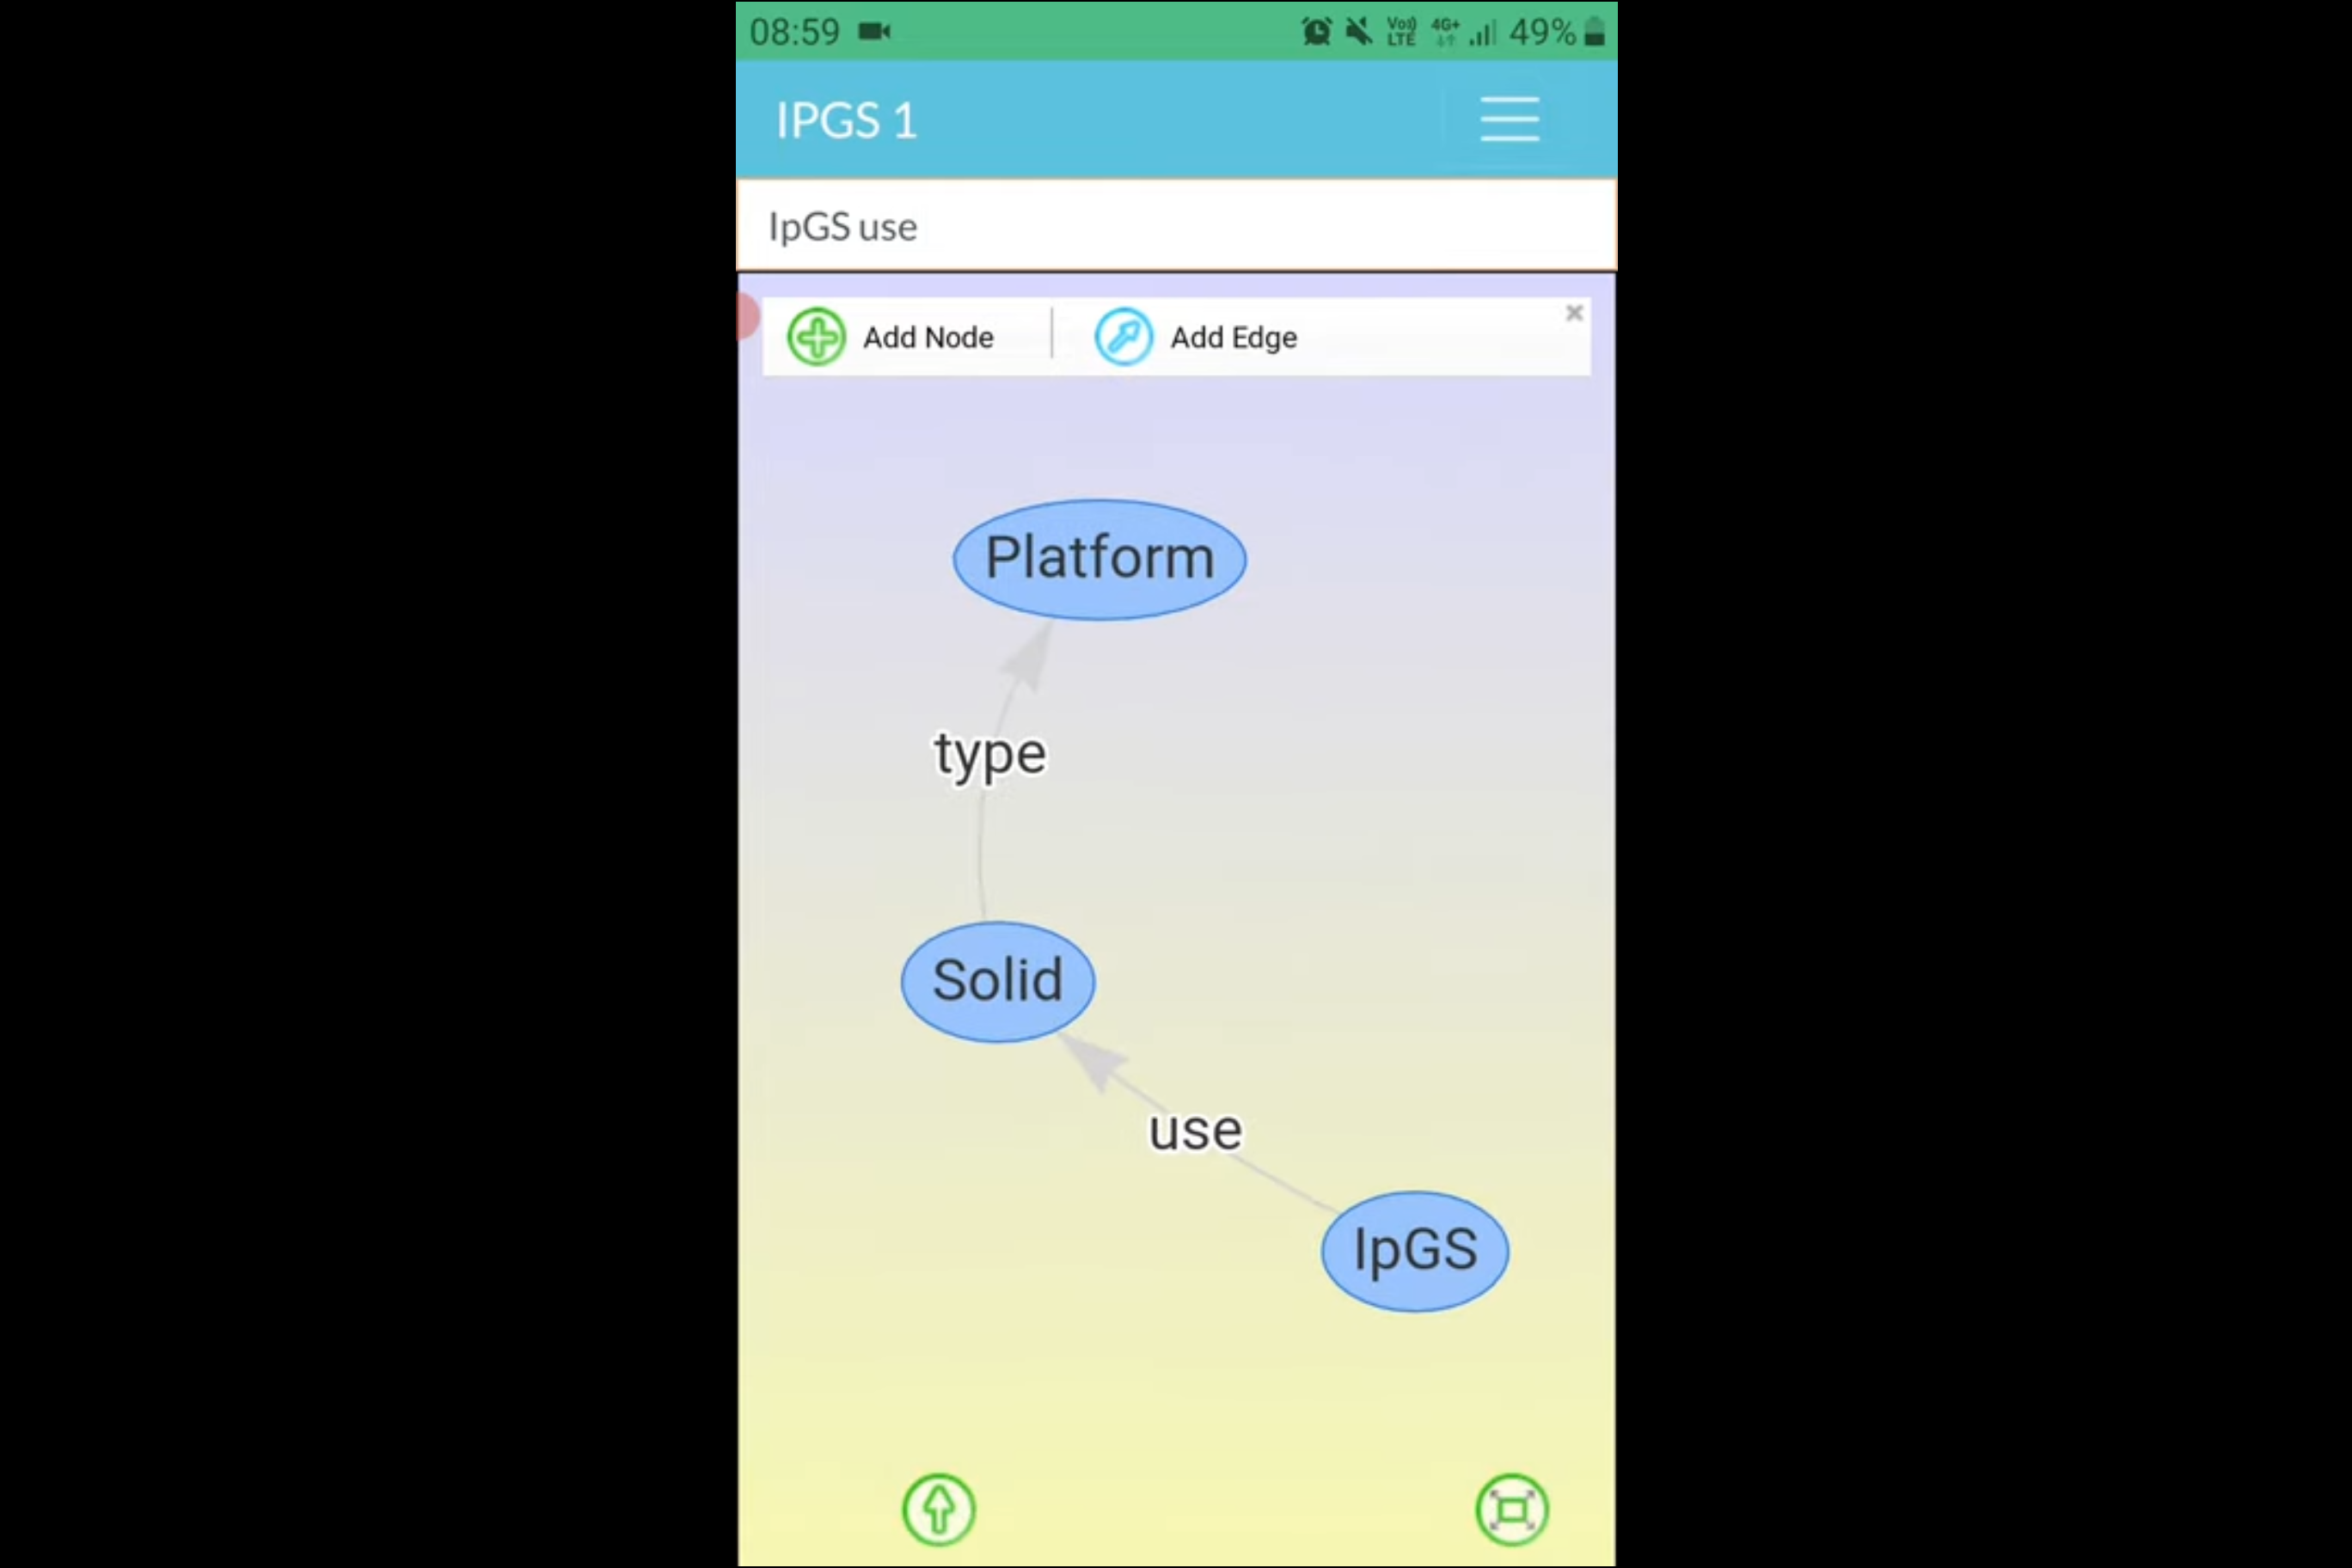 08:59 Vo)) LTE 4G+ 49%
IPGS 1
IpGS use
Add Node Add Edge
Platform
type
Solid
use
IpGS